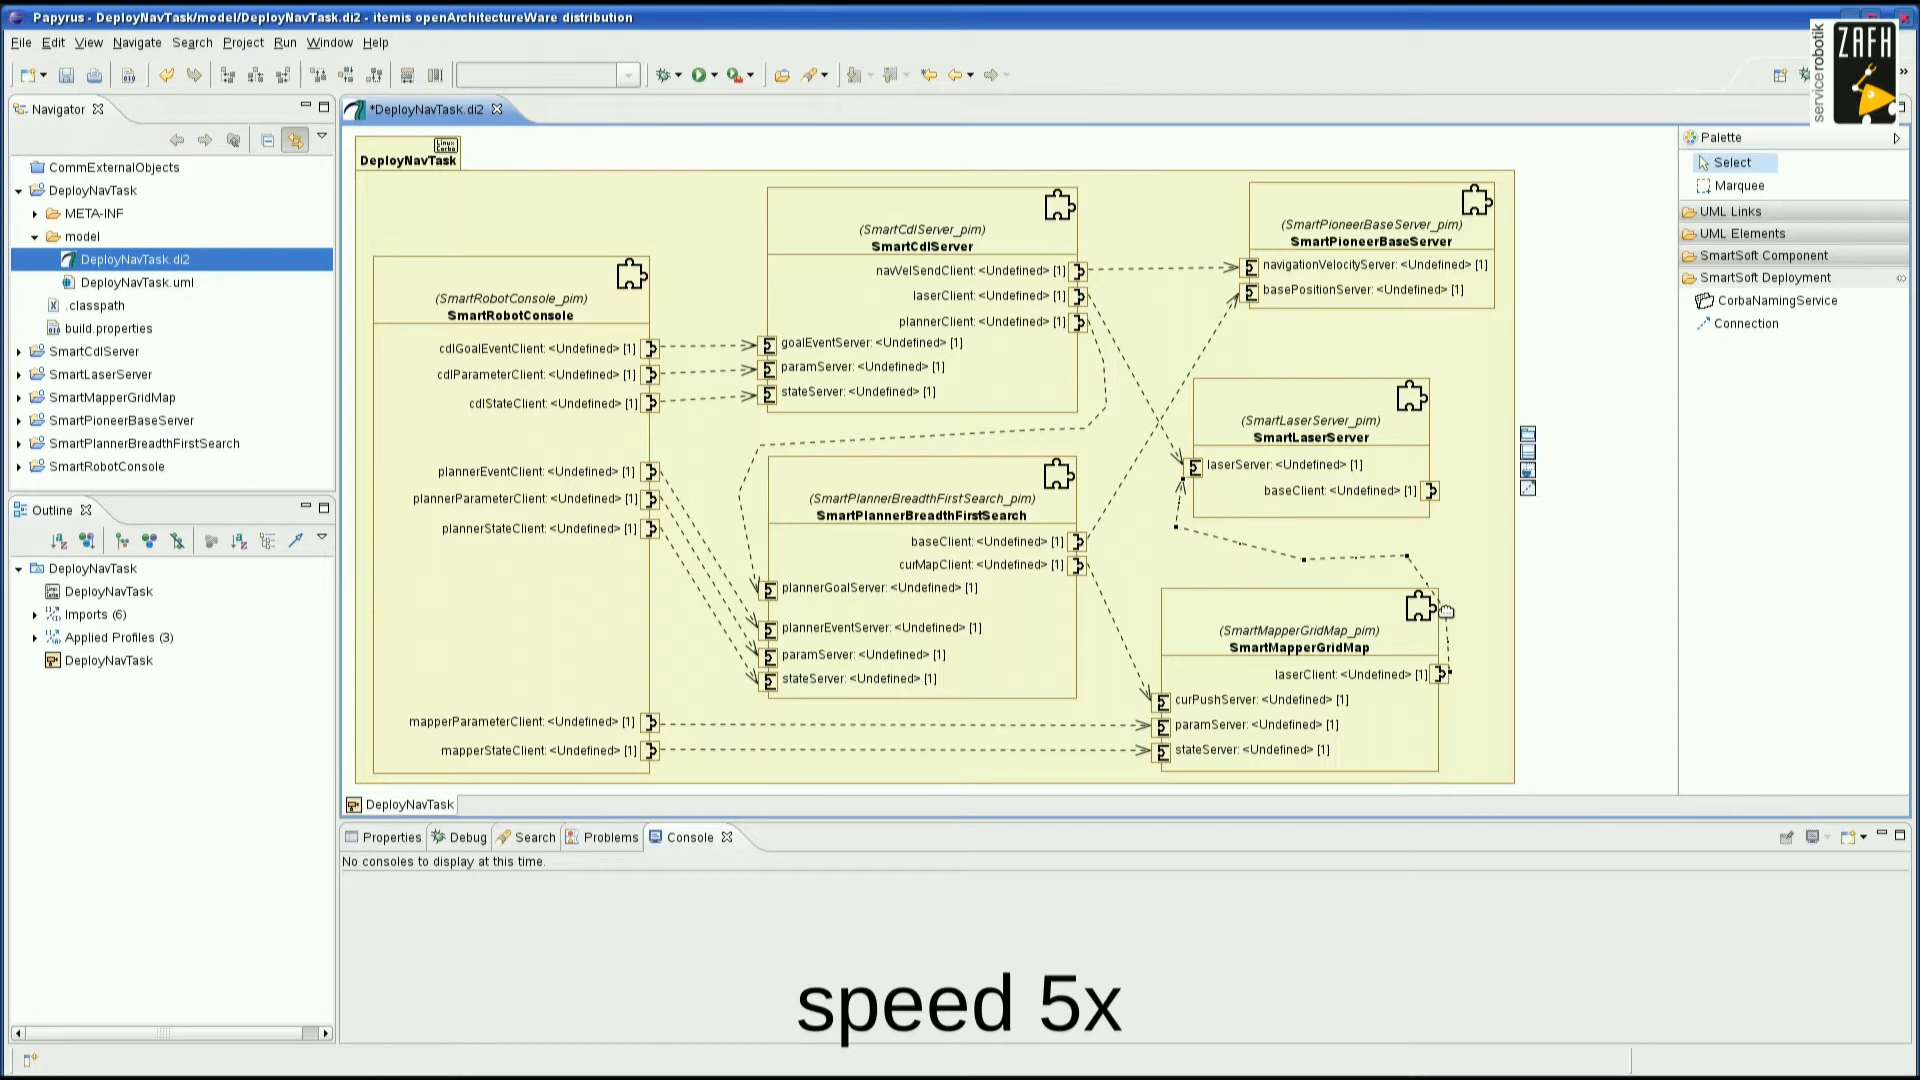 Papyrus - DeployNavTask/model/DeployNavTask.di2 - itemis openArchitectureWare distribution
File Edit View Navigate Search Project Run Window Help
servicerobotik
ZAFH
Navigator
CommExternalObjects
DeployNavTask
META-INF
model
DeployNavTask.di2
DeployNavTask.uml
.classpath
build.properties
SmartCdlServer
SmartLaserServer
SmartMapperGridMap
SmartPioneerBaseServer
SmartPlannerBreadthFirstSearch
SmartRobotConsole
Outline
DeployNavTask
DeployNavTask
Imports (6)
Applied Profiles (3)
DeployNavTask
*DeployNavTask.di2
Linux
Corba
DeployNavTask
(SmartRobotConsole_pim)
SmartRobotConsole
cdlGoalEventClient: <Undefined> [1]
cdlParameterClient: <Undefined> [1]
cdlStateClient: <Undefined> [1]
plannerEventClient: <Undefined> [1]
plannerParameterClient: <Undefined> [1]
plannerStateClient: <Undefined> [1]
mapperParameterClient: <Undefined> [1]
mapperStateClient: <Undefined> [1]
(SmartCdlServer_pim)
SmartCdlServer
navVelSendClient: <Undefined> [1]
laserClient: <Undefined> [1]
plannerClient: <Undefined> [1]
goalEventServer: <Undefined> [1]
paramServer: <Undefined> [1]
stateServer: <Undefined> [1]
(SmartPlannerBreadthFirstSearch_pim)
SmartPlannerBreadthFirstSearch
baseClient: <Undefined> [1]
curMapClient: <Undefined> [1]
plannerGoalServer: <Undefined> [1]
plannerEventServer: <Undefined> [1]
paramServer: <Undefined> [1]
stateServer: <Undefined> [1]
(SmartPioneerBaseServer_pim)
SmartPioneerBaseServer
navigationVelocityServer: <Undefined> [1]
basePositionServer: <Undefined> [1]
(SmartLaserServer_pim)
SmartLaserServer
laserServer: <Undefined> [1]
baseClient: <Undefined> [1]
(SmartMapperGridMap_pim)
SmartMapperGridMap
laserClient: <Undefined> [1]
curPushServer: <Undefined> [1]
paramServer: <Undefined> [1]
stateServer: <Undefined> [1]
DeployNavTask
Palette
Select
Marquee
UML Links
UML Elements
SmartSoft Component
SmartSoft Deployment
CorbaNamingService
Connection
Properties Debug Search Problems Console
No consoles to display at this time.
speed 5x